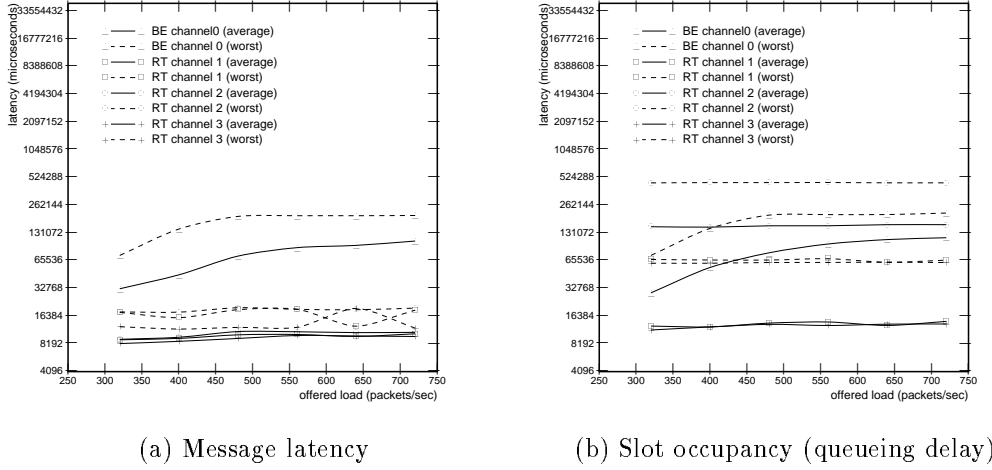 latency (microseconds)
33554432
16777216
8388608
4194304
2097152
1048576
524288
262144
131072
65536
32768
16384
8192
4096
BE channel0 (average)
BE channel 0 (worst)
RT channel 1 (average)
RT channel 1 (worst)
RT channel 2 (average)
RT channel 2 (worst)
RT channel 3 (average)
RT channel 3 (worst)
250 300 350 400 450 500 550 600 650 700 750
offered load (packets/sec)
(a) Message latency
latency (microseconds)
33554432
16777216
8388608
4194304
2097152
1048576
524288
262144
131072
65536
32768
16384
8192
4096
BE channel0 (average)
BE channel 0 (worst)
RT channel 1 (average)
RT channel 1 (worst)
RT channel 2 (average)
RT channel 2 (worst)
RT channel 3 (average)
RT channel 3 (worst)
250 300 350 400 450 500 550 600 650 700 750
offered load (packets/sec)
(b) Slot occupancy (queueing delay)